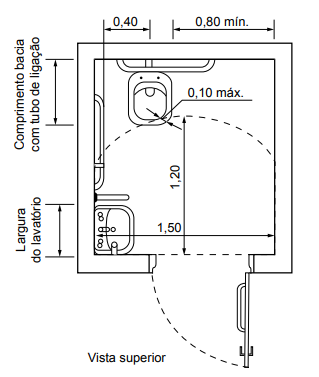 0,40
0,80 mín.
Comprimento bacia
com tubo de ligação
0,10 máx.
1,20
Largura
do lavatório
1,50
Vista superior